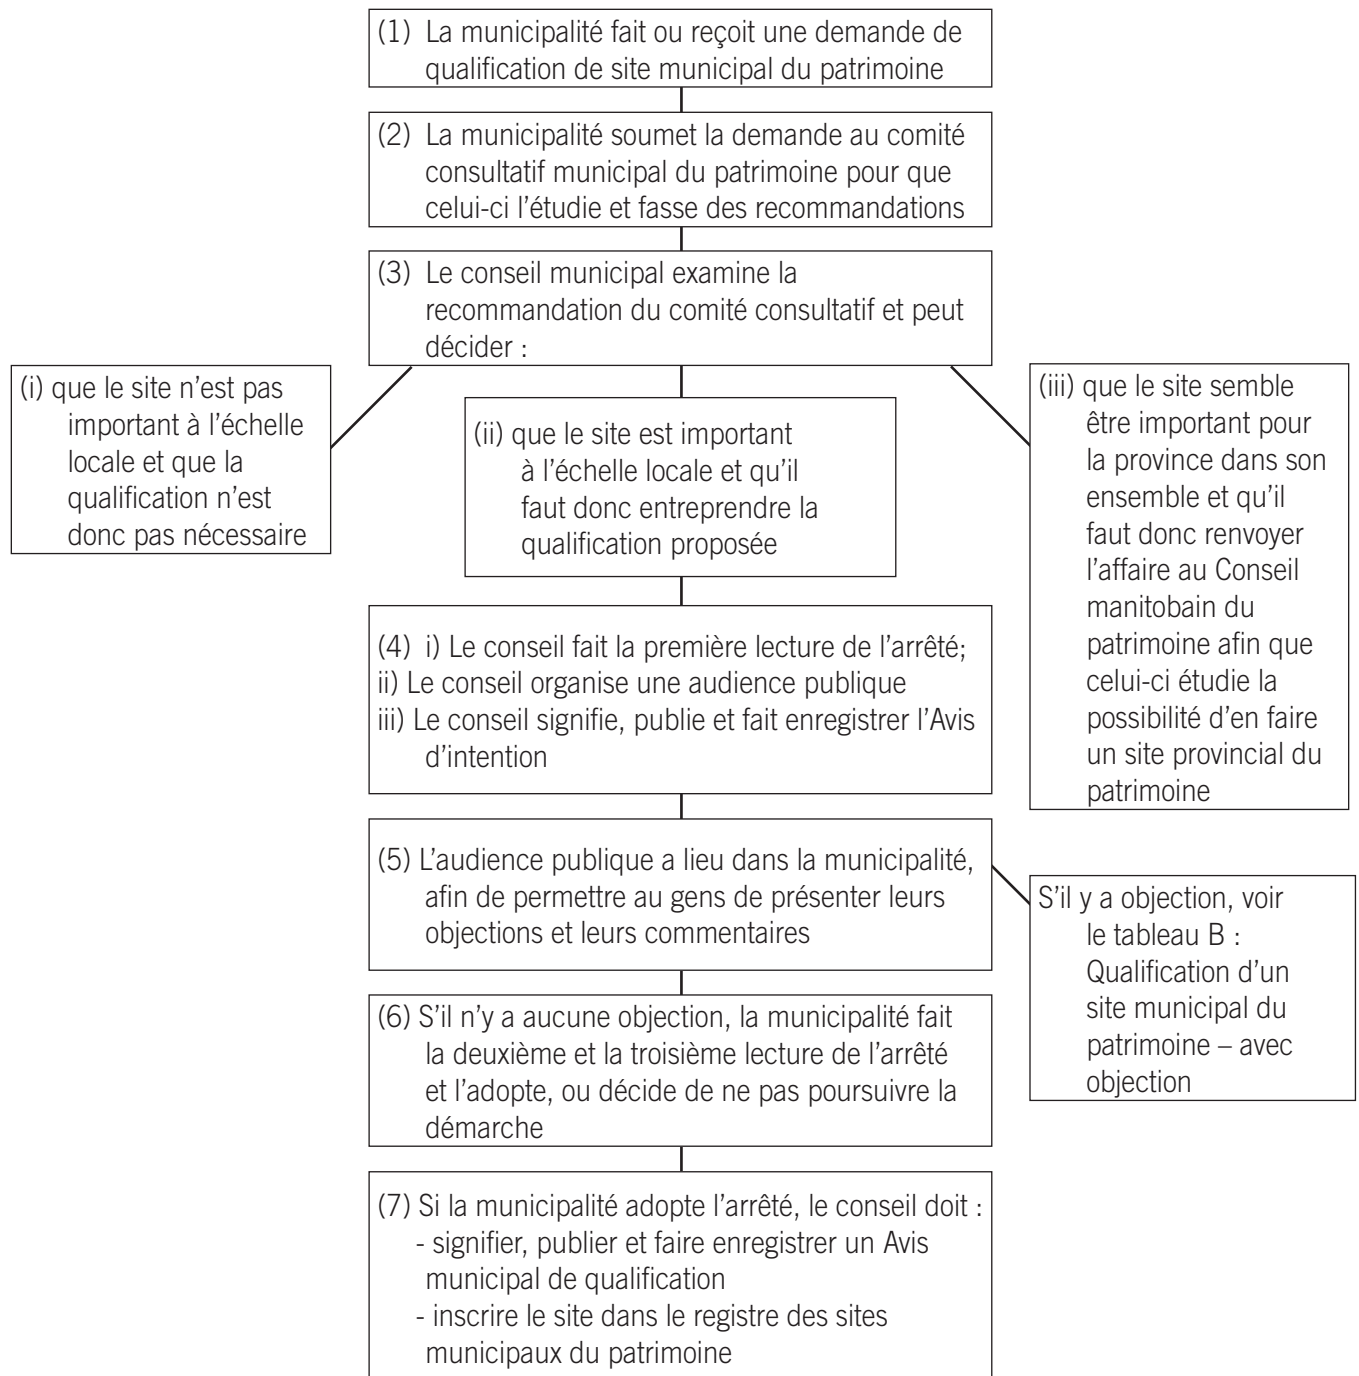 (1) La municipalité fait ou reçoit une demande de
qualification de site municipal du patrimoine
(2) La municipalité soumet la demande au comité
consultatif municipal du patrimoine pour que
celui-ci l'étudie et fasse des recommandations
(3) Le conseil municipal examine la
recommandation du comité consultatif et peut
décider :
(i) que le site n'est pas
important à l'échelle
locale et que la
qualification n'est
donc pas nécessaire
(ii) que le site est important
à l'échelle locale et qu'il
faut donc entreprendre la
qualification proposée
(iii) que le site semble
être important pour
la province dans son
ensemble et qu'il
faut donc renvoyer
l'affaire au Conseil
manitobain du
patrimoine afin que
celui-ci étudie la
possibilité d'en faire
un site provincial du
patrimoine
(4) i) Le conseil fait la première lecture de l'arrêté;
ii) Le conseil organise une audience publique
iii) Le conseil signifie, publie et fait enregistrer l'Avis
d'intention
(5) L'audience publique a lieu dans la municipalité,
afin de permettre au gens de présenter leurs
objections et leurs commentaires
S'il y a objection, voir
le tableau B :
Qualification d'un
site municipal du
patrimoine – avec
objection
(6) S'il n'y a aucune objection, la municipalité fait
la deuxième et la troisième lecture de l'arrêté
et l'adopte, ou décide de ne pas poursuivre la
démarche
(7) Si la municipalité adopte l'arrêté, le conseil doit :
- signifier, publier et faire enregistrer un Avis
municipal de qualification
- inscrire le site dans le registre des sites
municipaux du patrimoine